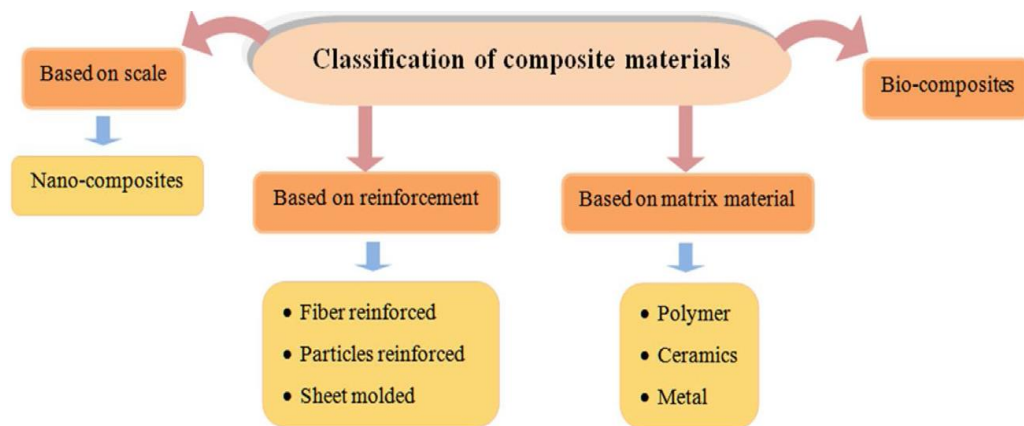 Classification of composite materials
Based on scale
Bio-composites
Nano-composites
Based on reinforcement
Based on matrix material
• Fiber reinforced
• Particles reinforced
• Sheet molded
• Polymer
• Ceramics
• Metal